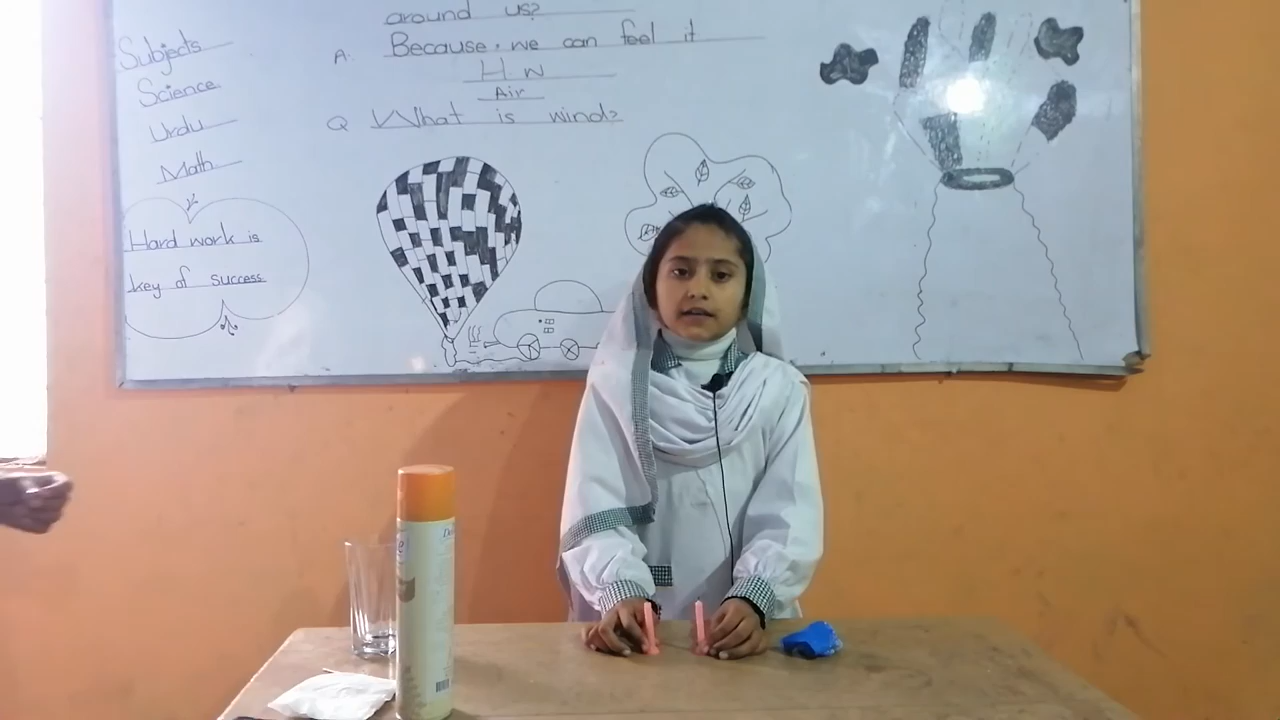 Subjects
Science
Urdu
Math
Hard work is
key of success
around us?
A. Because, we can feel it
H W
Air
Q What is wind?